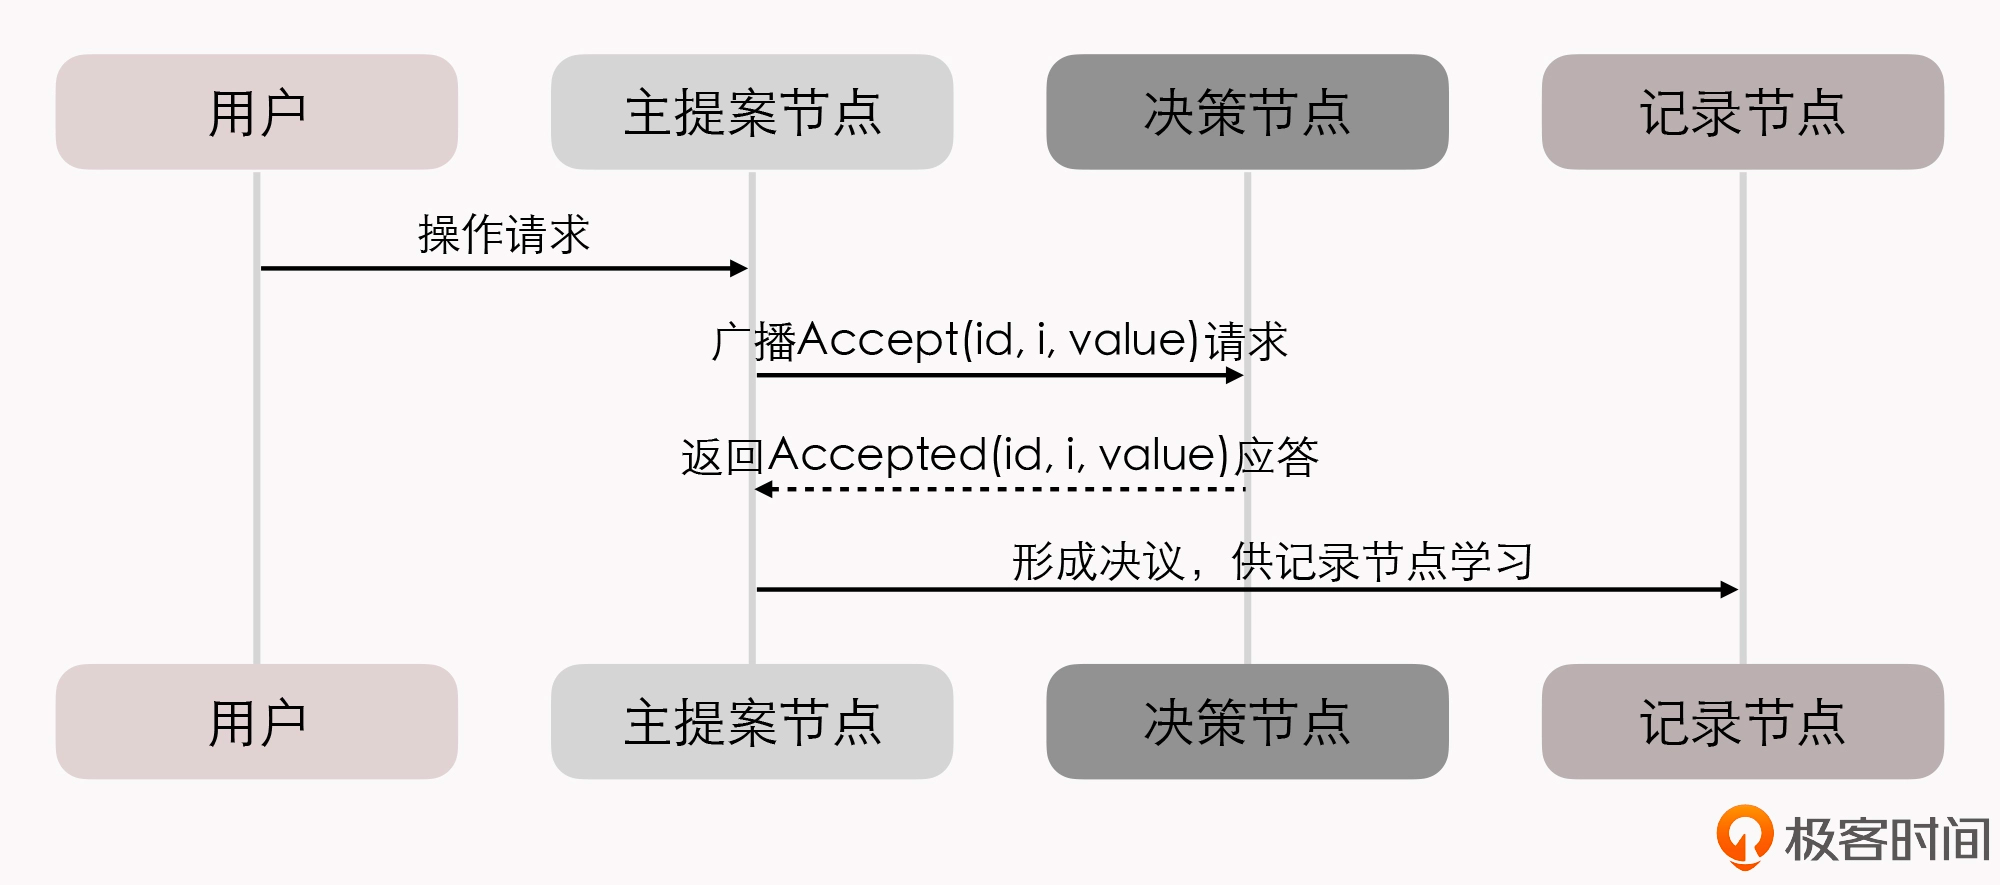 用户
主提案节点
决策节点
记录节点
操作请求
广播Accept(id, i, value)请求
返回Accepted(id, i, value)应答
形成决议，供记录节点学习
用户
主提案节点
决策节点
记录节点
极客时间